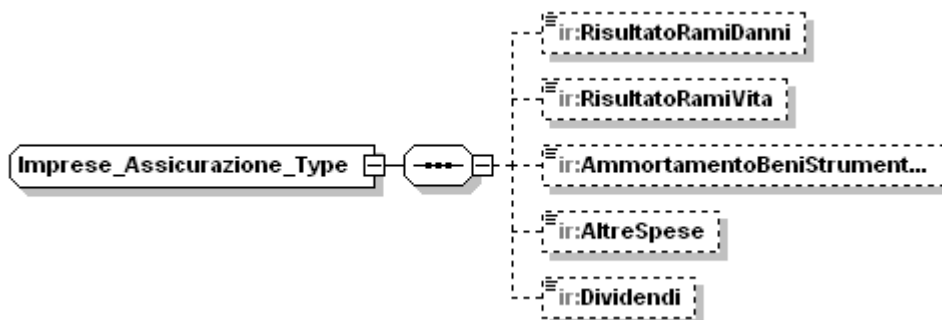 ir:RisultatoRamiDanni
ir:RisultatoRamiVita
Imprese_Assicurazione_Type
ir:AmmortamentoBeniStrument...
ir:AltreSpese
ir:Dividendi